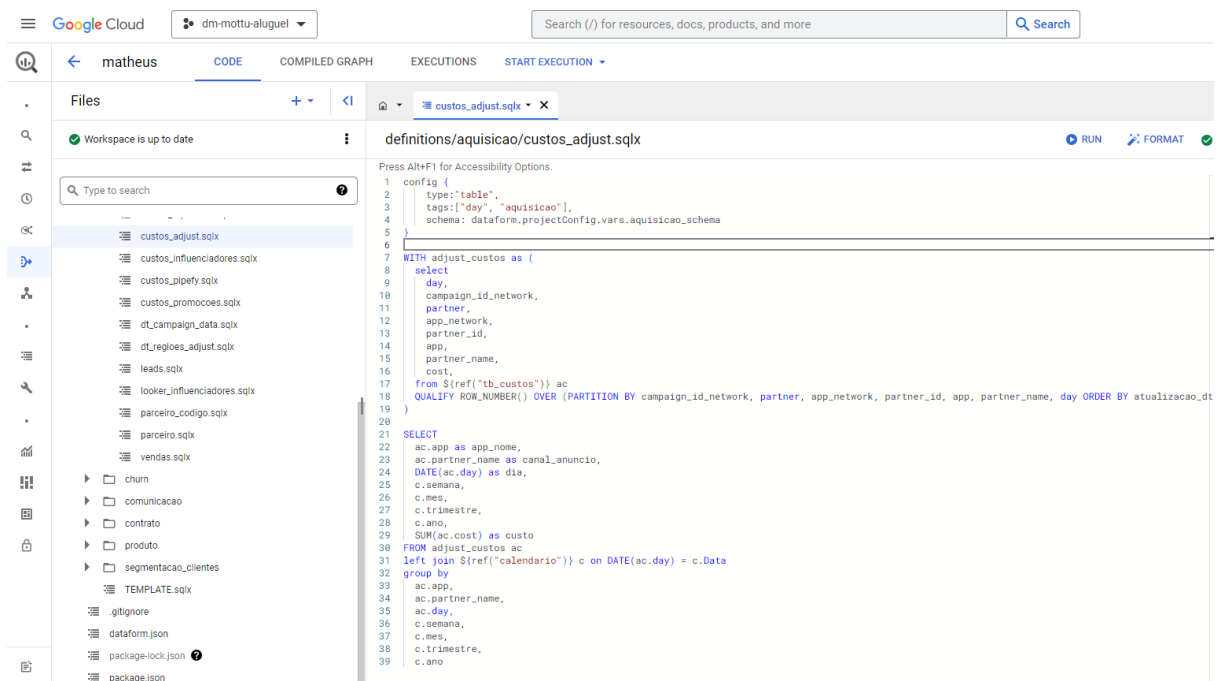 Google Cloud
dm-mottu-aluguel
Search (/) for resources, docs, products, and more
Search
matheus
CODE
COMPILED GRAPH
EXECUTIONS
START EXECUTION
Files
custos_adjust.sqlx
Workspace is up to date
definitions/aquisicao/custos_adjust.sqlx
RUN
FORMAT
Type to search
custos_adjust.sqlx
custos_influenciadores.sqlx
custos_pipefy.sqlx
custos_promocoes.sqlx
dt_campaign_data.sqlx
dt_regioes_adjust.sqlx
leads.sqlx
looker_influenciadores.sqlx
parceiro_codigo.sqlx
parceiro.sqlx
vendas.sqlx
churn
comunicacao
contrato
produto
segmentacao_clientes
TEMPLATE.sqlx
.gitignore
dataform.json
package-lock.json
package.json
Press Alt+F1 for Accessibility Options.
1 config {
2 type:"table",
3 tags:["day", "aquisicao"],
4 schema: dataform.projectConfig.vars.aquisicao_schema
5 }
6
7 WITH adjust_custos as (
8 select
9 day,
10 campaign_id_network,
11 partner,
12 app_network,
13 partner_id,
14 app,
15 partner_name,
16 cost,
17 from ${ref("tb_custos")} ac
18 QUALIFY ROW_NUMBER() OVER (PARTITION BY campaign_id_network, partner, app_network, partner_id, app, partner_name, day ORDER BY atualizacao_dt
19 )
20
21 SELECT
22 ac.app as app_nome,
23 ac.partner_name as canal_anuncio,
24 DATE(ac.day) as dia,
25 c.semana,
26 c.mes,
27 c.trimestre,
28 c.ano,
29 SUM(ac.cost) as custo
30 FROM adjust_custos ac
31 left join ${ref("calendario")} c on DATE(ac.day) = c.Data
32 group by
33 ac.app,
34 ac.partner_name,
35 ac.day,
36 c.semana,
37 c.mes,
38 c.trimestre,
39 c.ano